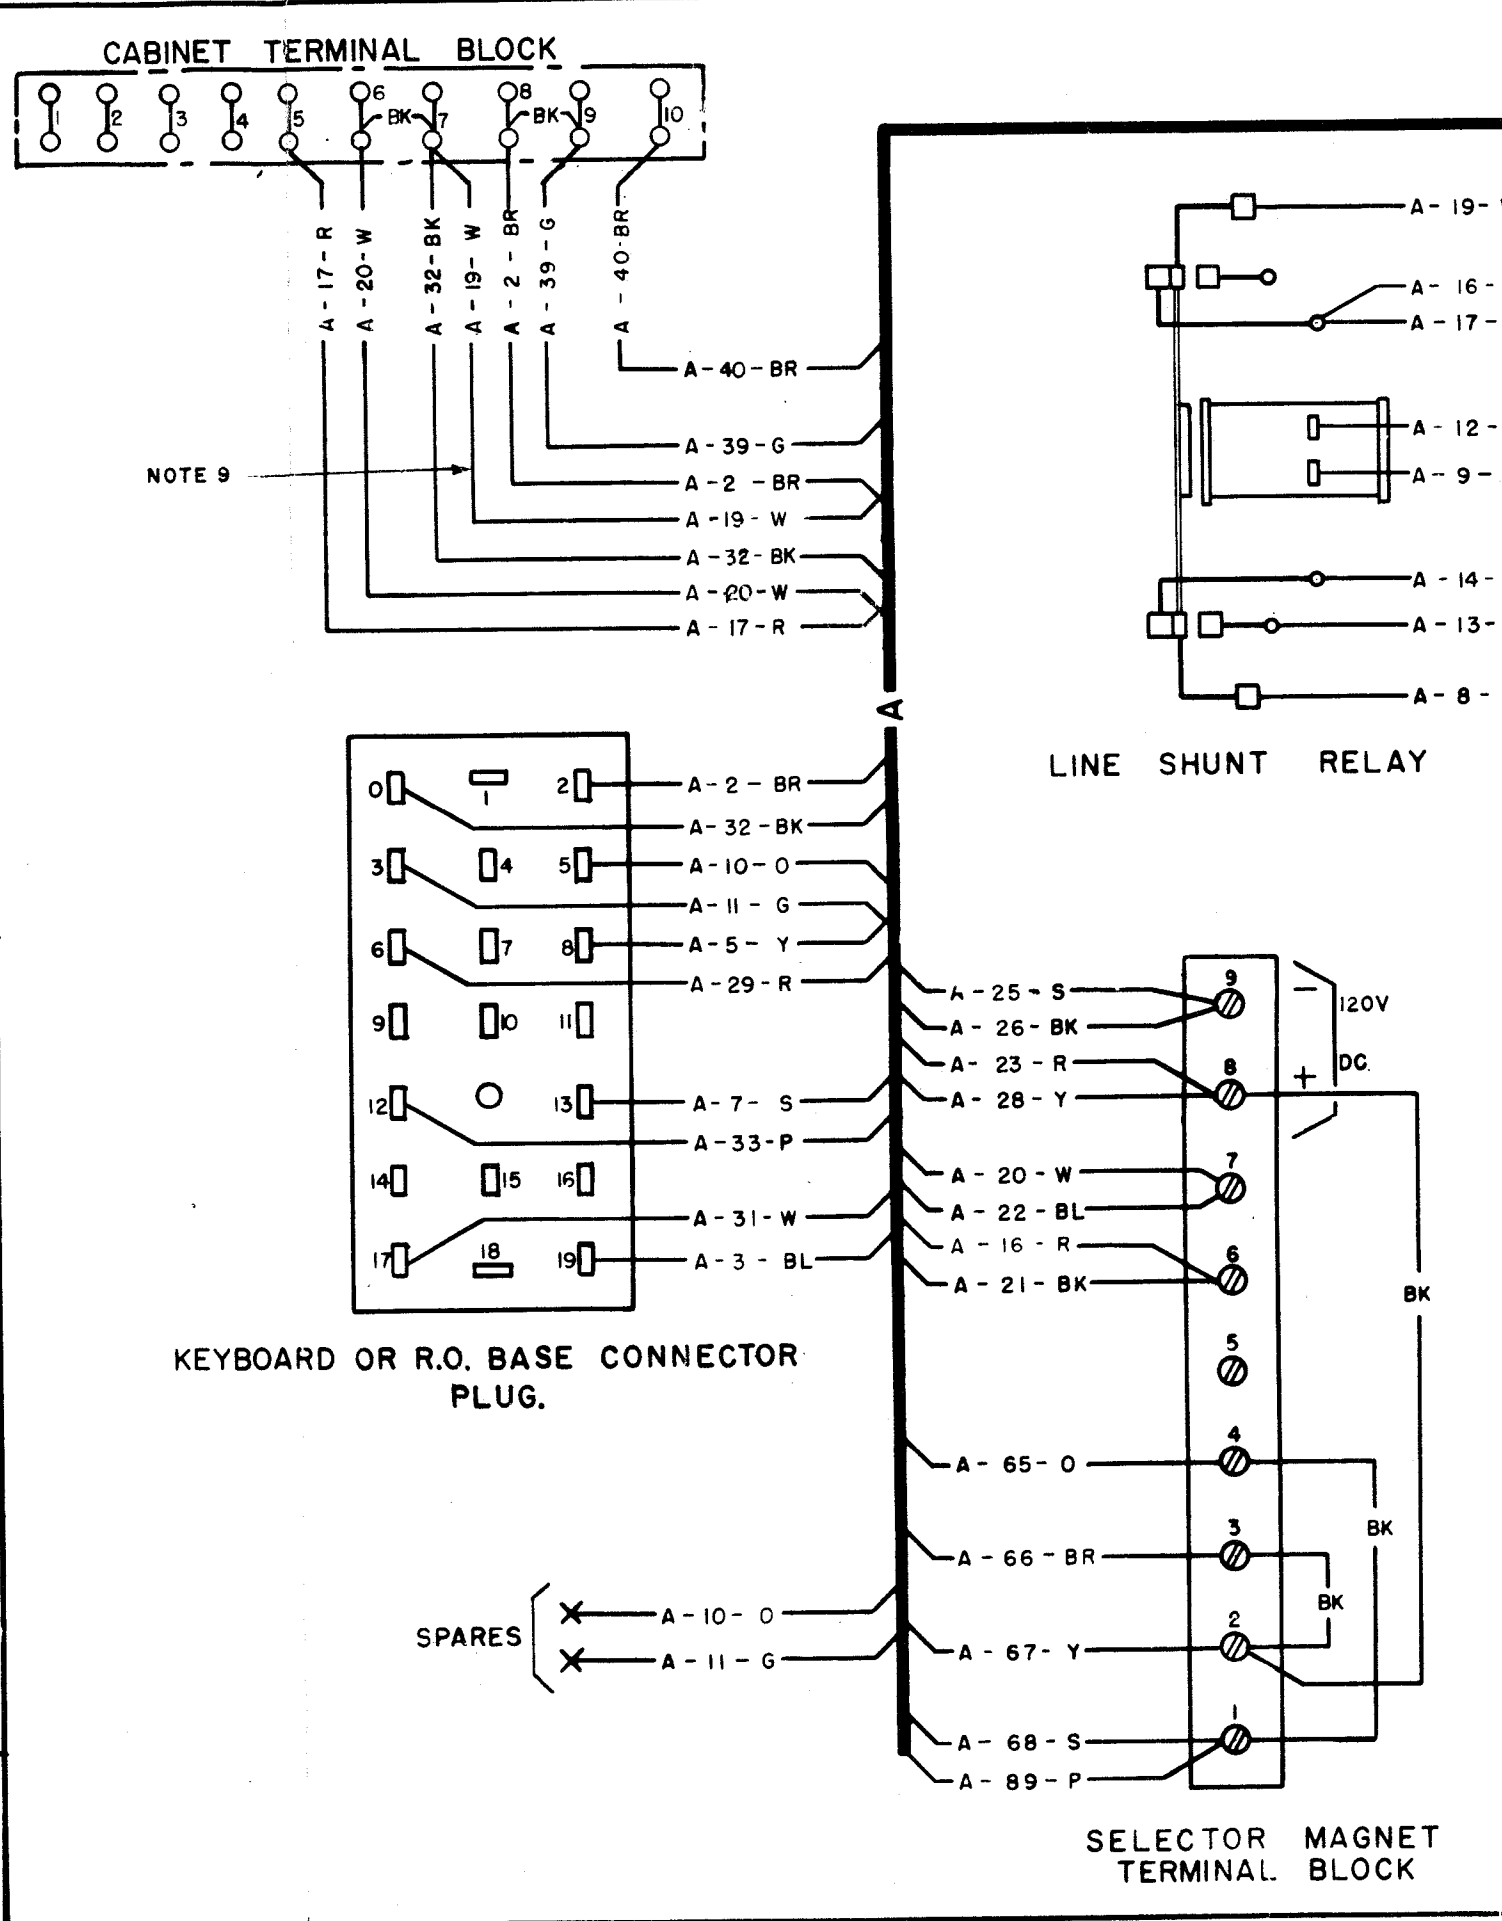 CABINET TERMINAL BLOCK
6 8
1 2 3 4 5 BK 7 BK 9 10
A-17-R
A-20-W
A-32-BK
A-19-W
A-2-BR
A-39-G
A-40-BR
A-40-BR
A-39-G
A-2-BR
A-19-W
A-32-BK
A-20-W
A-17-R
NOTE 9
A
A-19-
A-16-
A-17-
A-12-
A-9-
A-14-
A-13-
A-8-
LINE SHUNT RELAY
0 1 2
3 4 5
6 7 8
9 10 11
12 13
14 15 16
17 18 19
A-2-BR
A-32-BK
A-10-O
A-11-G
A-5-Y
A-29-R
A-7-S
A-33-P
A-31-W
A-3-BL
KEYBOARD OR R.O. BASE CONNECTOR
PLUG.
SPARES
A-10-O
A-11-G
A-25-S
A-26-BK
A-23-R
A-28-Y
A-20-W
A-22-BL
A-16-R
A-21-BK
A-65-O
A-66-BR
A-67-Y
A-68-S
A-89-P
9
8
7
6
5
4
3
2
1
−
120V
+
DC.
BK
BK
BK
SELECTOR MAGNET
TERMINAL BLOCK